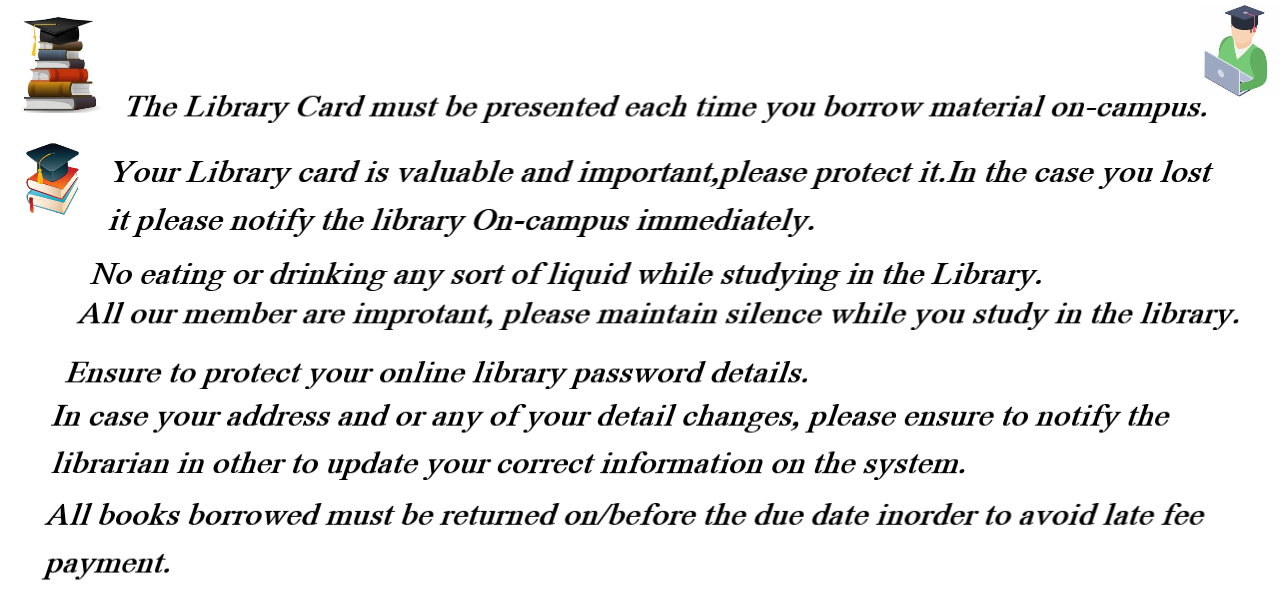 The Library Card must be presented each time you borrow material on-campus.
Your Library card is valuable and important,please protect it.In the case you lost
it please notify the library On-campus immediately.
No eating or drinking any sort of liquid while studying in the Library.
All our member are improtant, please maintain silence while you study in the library.
Ensure to protect your online library password details.
In case your address and or any of your detail changes, please ensure to notify the
librarian in other to update your correct information on the system.
All books borrowed must be returned on/before the due date inorder to avoid late fee
payment.